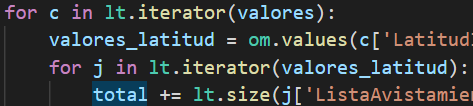 for c in lt.iterator(valores):
valores_latitud = om.values(c['Latitud
for j in lt.iterator(valores_latitud):
total += lt.size(j['ListaAvistamie